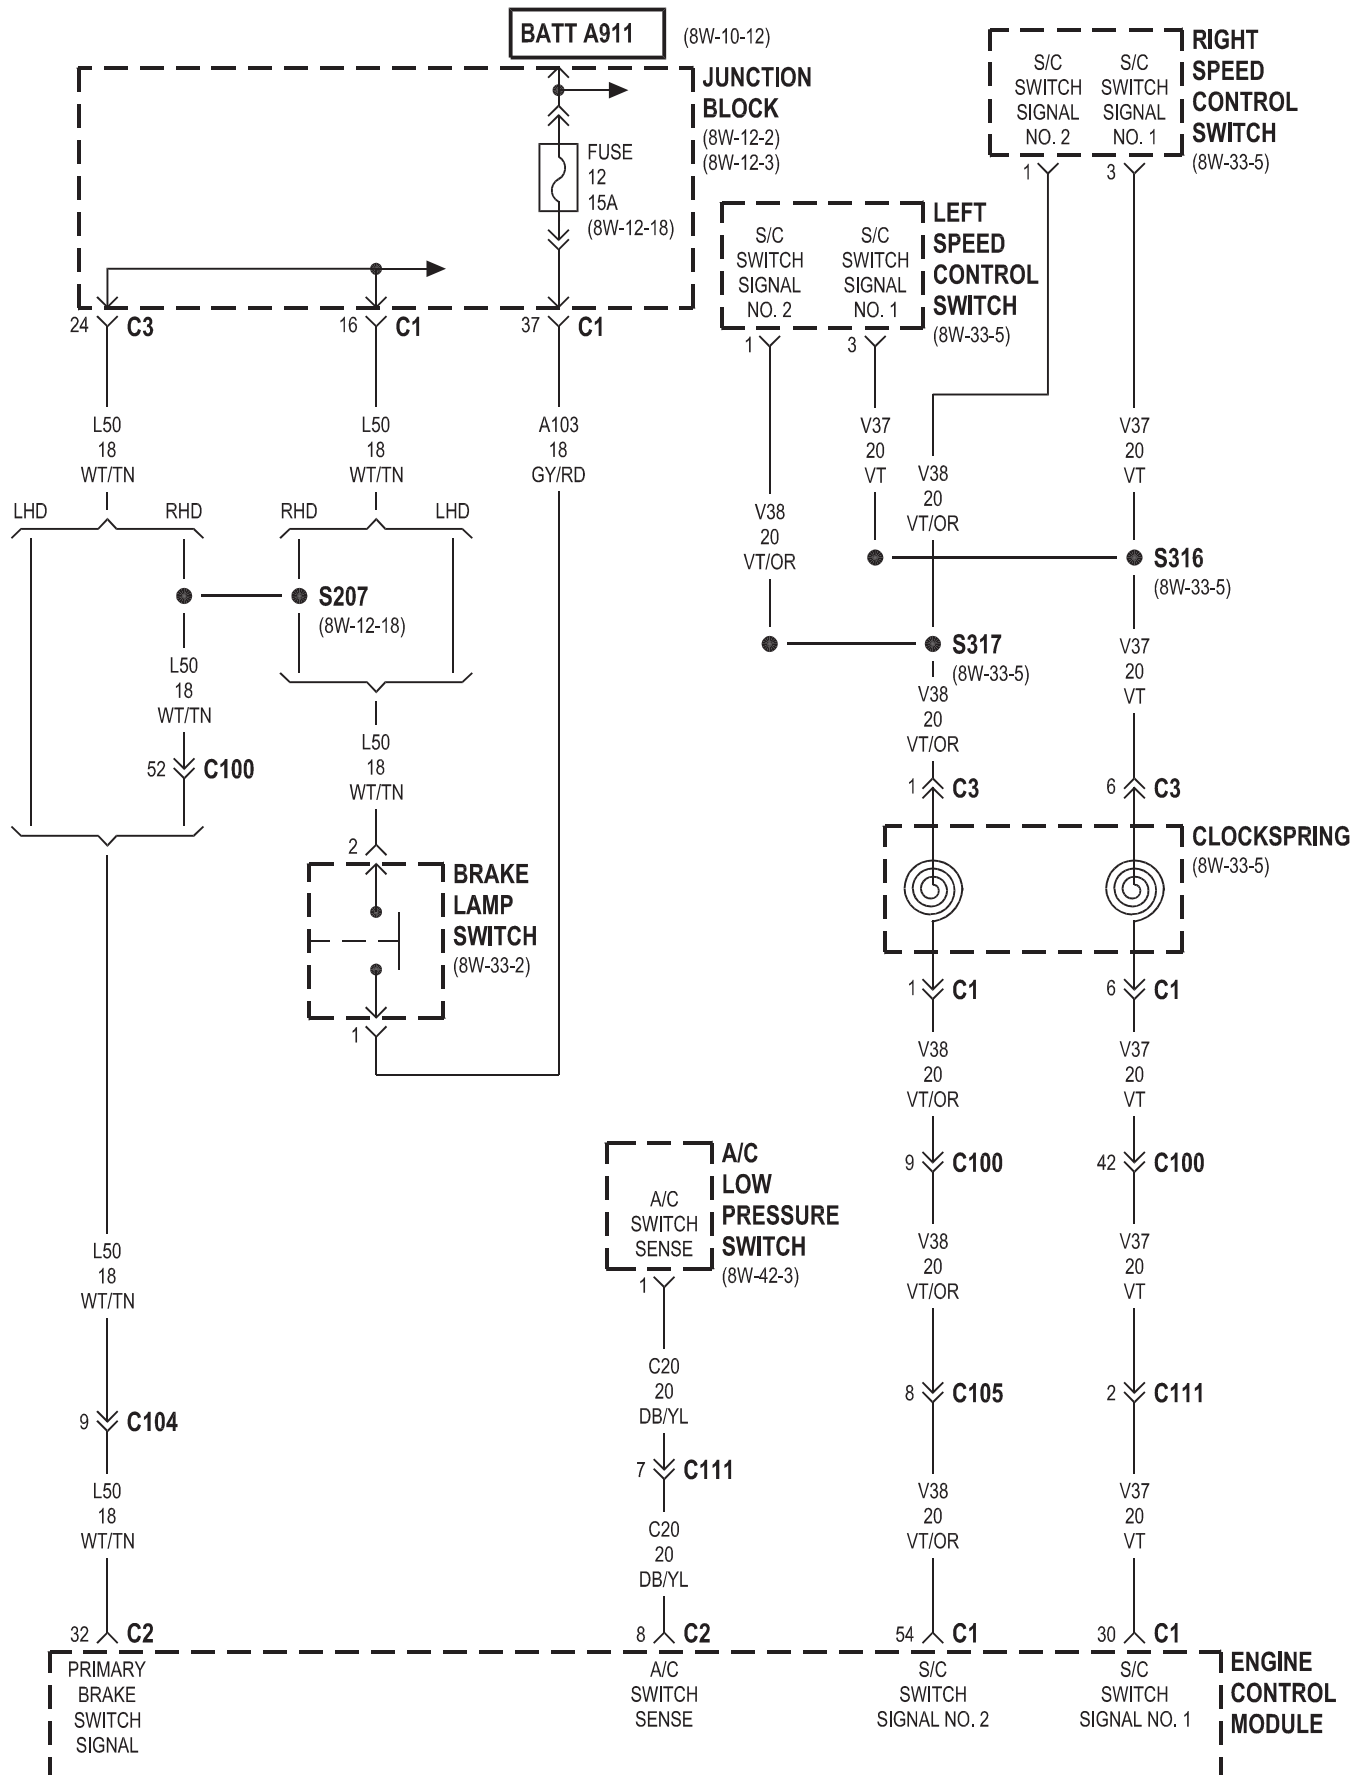 BATT A911 (8W-10-12)
JUNCTION
BLOCK
(8W-12-2)
(8W-12-3)
FUSE
12
15A
(8W-12-18)
24 C3
16 C1
37 C1
RIGHT
SPEED
CONTROL
SWITCH
(8W-33-5)
S/C
SWITCH
SIGNAL
NO. 2
S/C
SWITCH
SIGNAL
NO. 1
1
3
LEFT
SPEED
CONTROL
SWITCH
(8W-33-5)
S/C
SWITCH
SIGNAL
NO. 2
S/C
SWITCH
SIGNAL
NO. 1
1
3
L50
18
WT/TN
L50
18
WT/TN
A103
18
GY/RD
LHD
RHD
RHD
LHD
S207
(8W-12-18)
L50
18
WT/TN
52 C100
L50
18
WT/TN
2
BRAKE
LAMP
SWITCH
(8W-33-2)
1
V37
20
VT
V38
20
VT/OR
V37
20
VT
V38
20
VT/OR
S316
(8W-33-5)
S317
(8W-33-5)
V37
20
VT
V38
20
VT/OR
1 C3
6 C3
CLOCKSPRING
(8W-33-5)
1 C1
6 C1
V38
20
VT/OR
V37
20
VT
9 C100
42 C100
A/C
LOW
PRESSURE
SWITCH
(8W-42-3)
A/C
SWITCH
SENSE
1
L50
18
WT/TN
V38
20
VT/OR
V37
20
VT
C20
20
DB/YL
9 C104
7 C111
8 C105
2 C111
L50
18
WT/TN
C20
20
DB/YL
V38
20
VT/OR
V37
20
VT
32 C2
8 C2
54 C1
30 C1
PRIMARY
BRAKE
SWITCH
SIGNAL
A/C
SWITCH
SENSE
S/C
SWITCH
SIGNAL NO. 2
S/C
SWITCH
SIGNAL NO. 1
ENGINE
CONTROL
MODULE